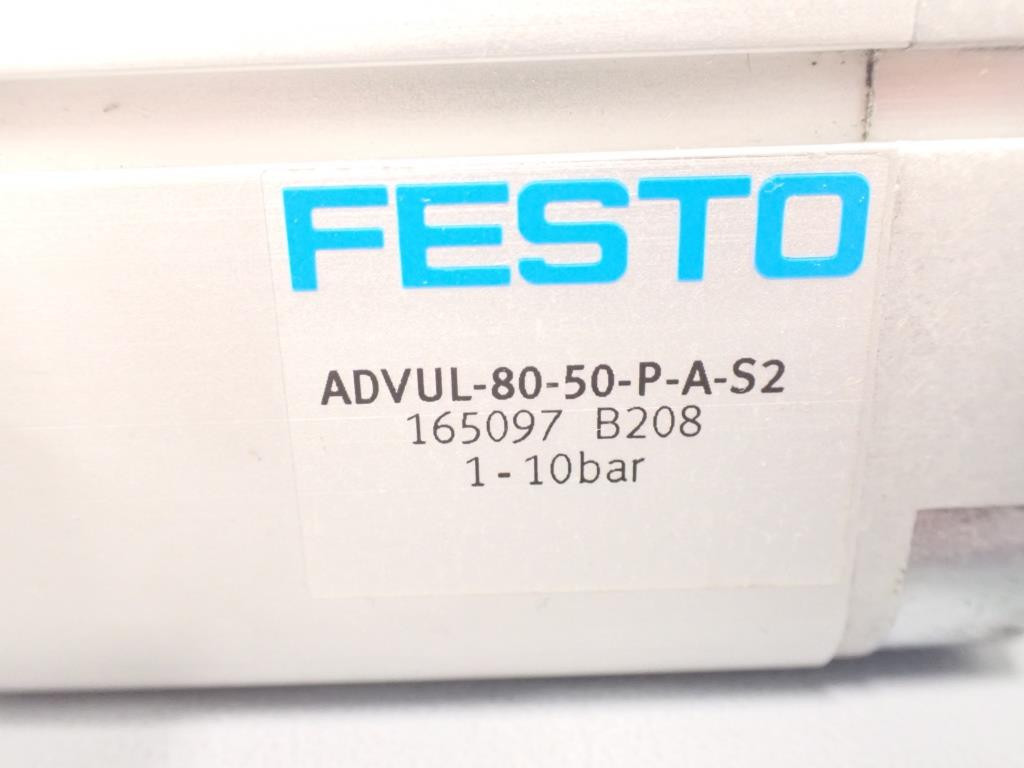 FESTO
ADVUL-80-50-P-A-S2
165097 B208
1-10bar